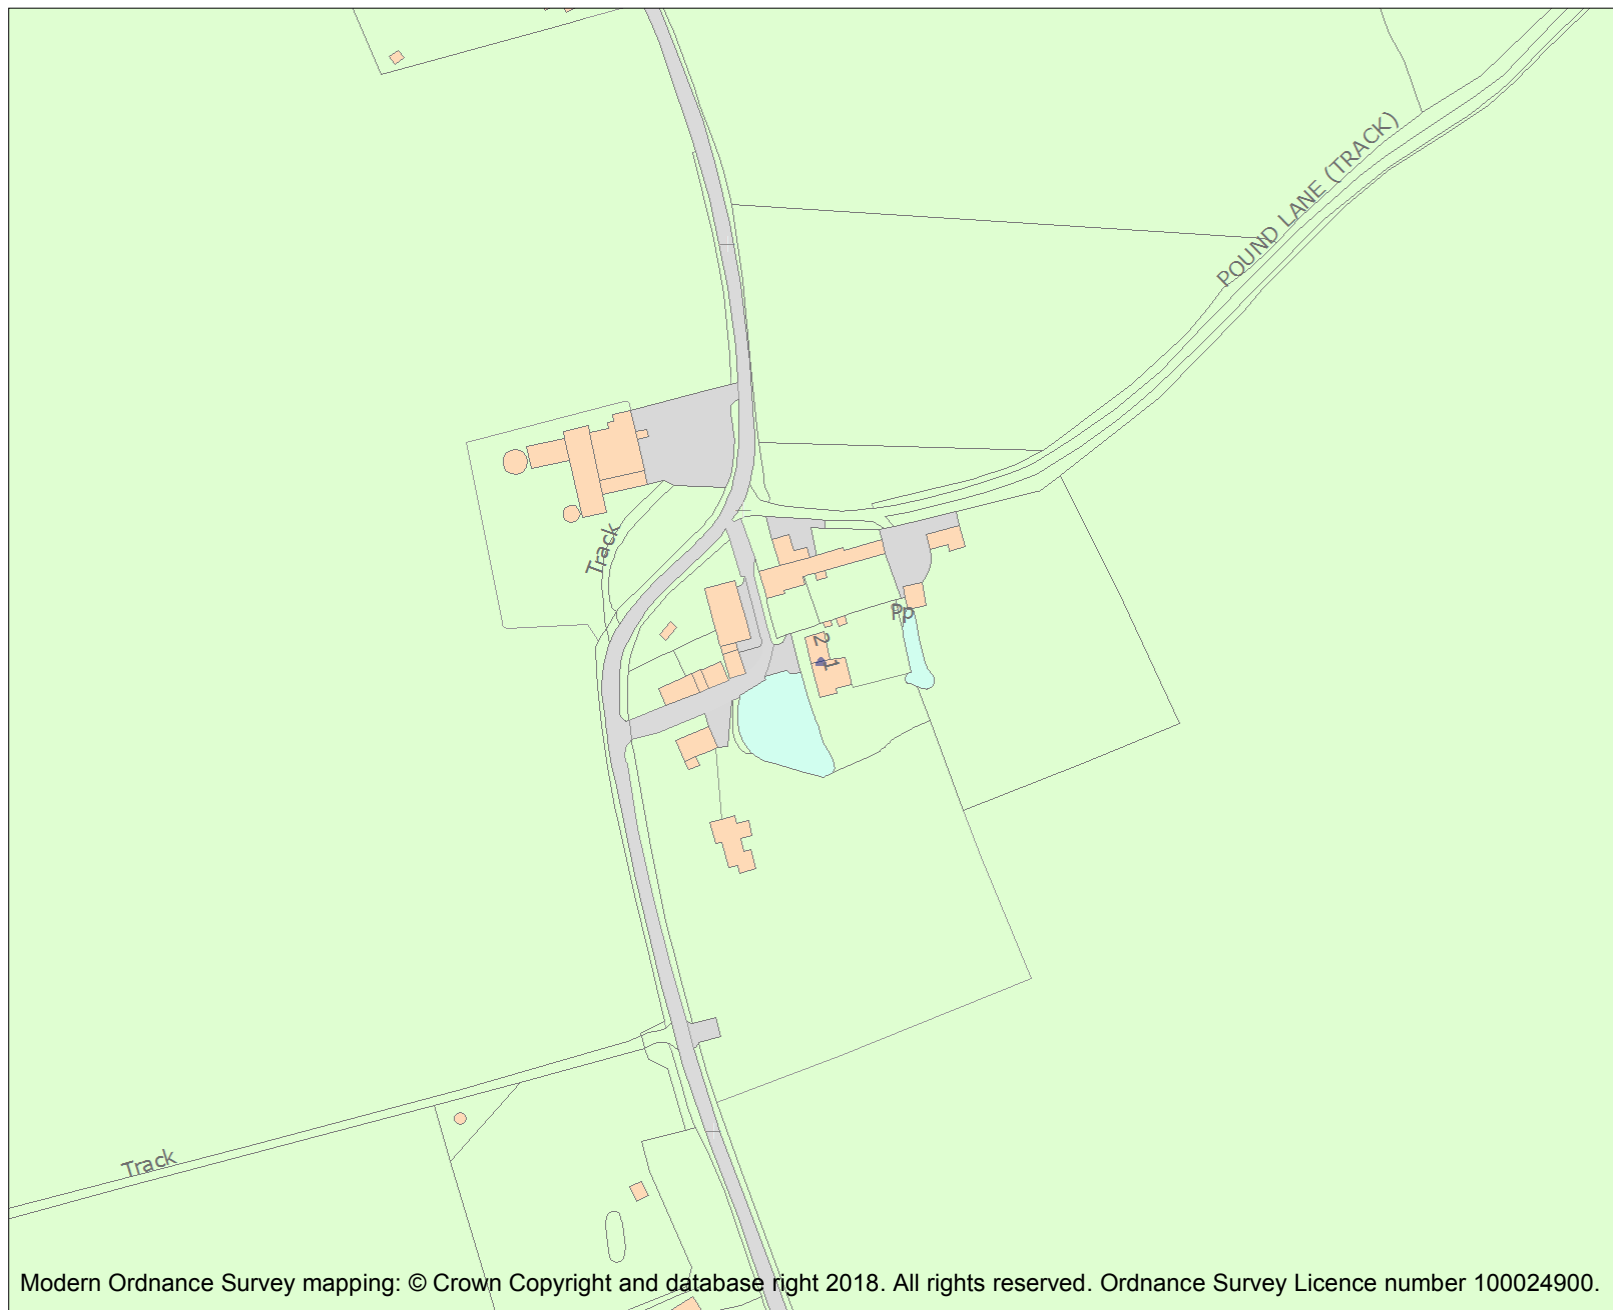 POUND LANE (TRACK)
Track
Pp
2
1
Track
Modern Ordnance Survey mapping: © Crown Copyright and database right 2018. All rights reserved. Ordnance Survey Licence number 100024900.